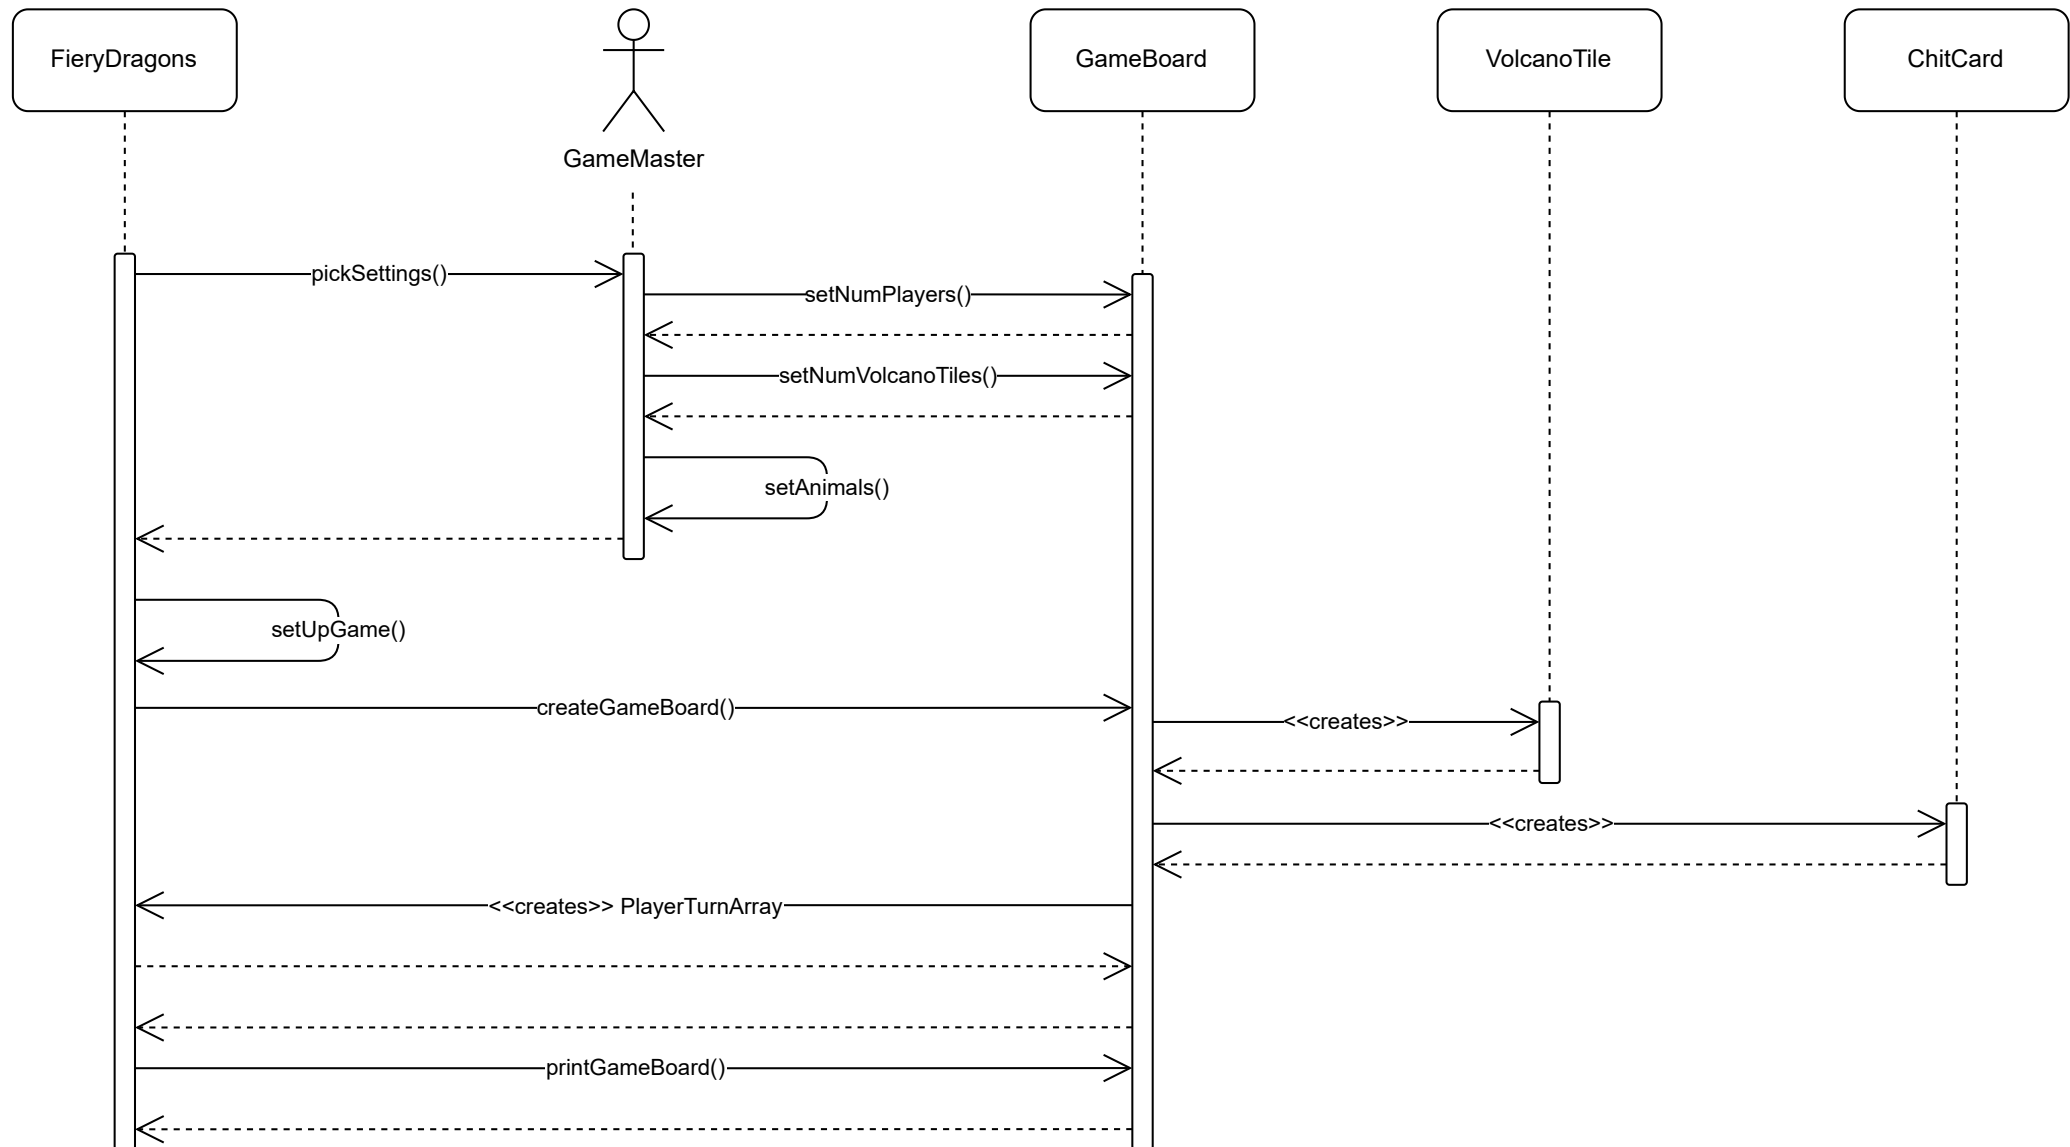 FieryDragons
GameMaster
GameBoard
VolcanoTile
ChitCard
pickSettings()
setNumPlayers()
setNumVolcanoTiles()
setAnimals()
setUpGame()
createGameBoard()
<<creates>>
<<creates>>
<<creates>> PlayerTurnArray
printGameBoard()